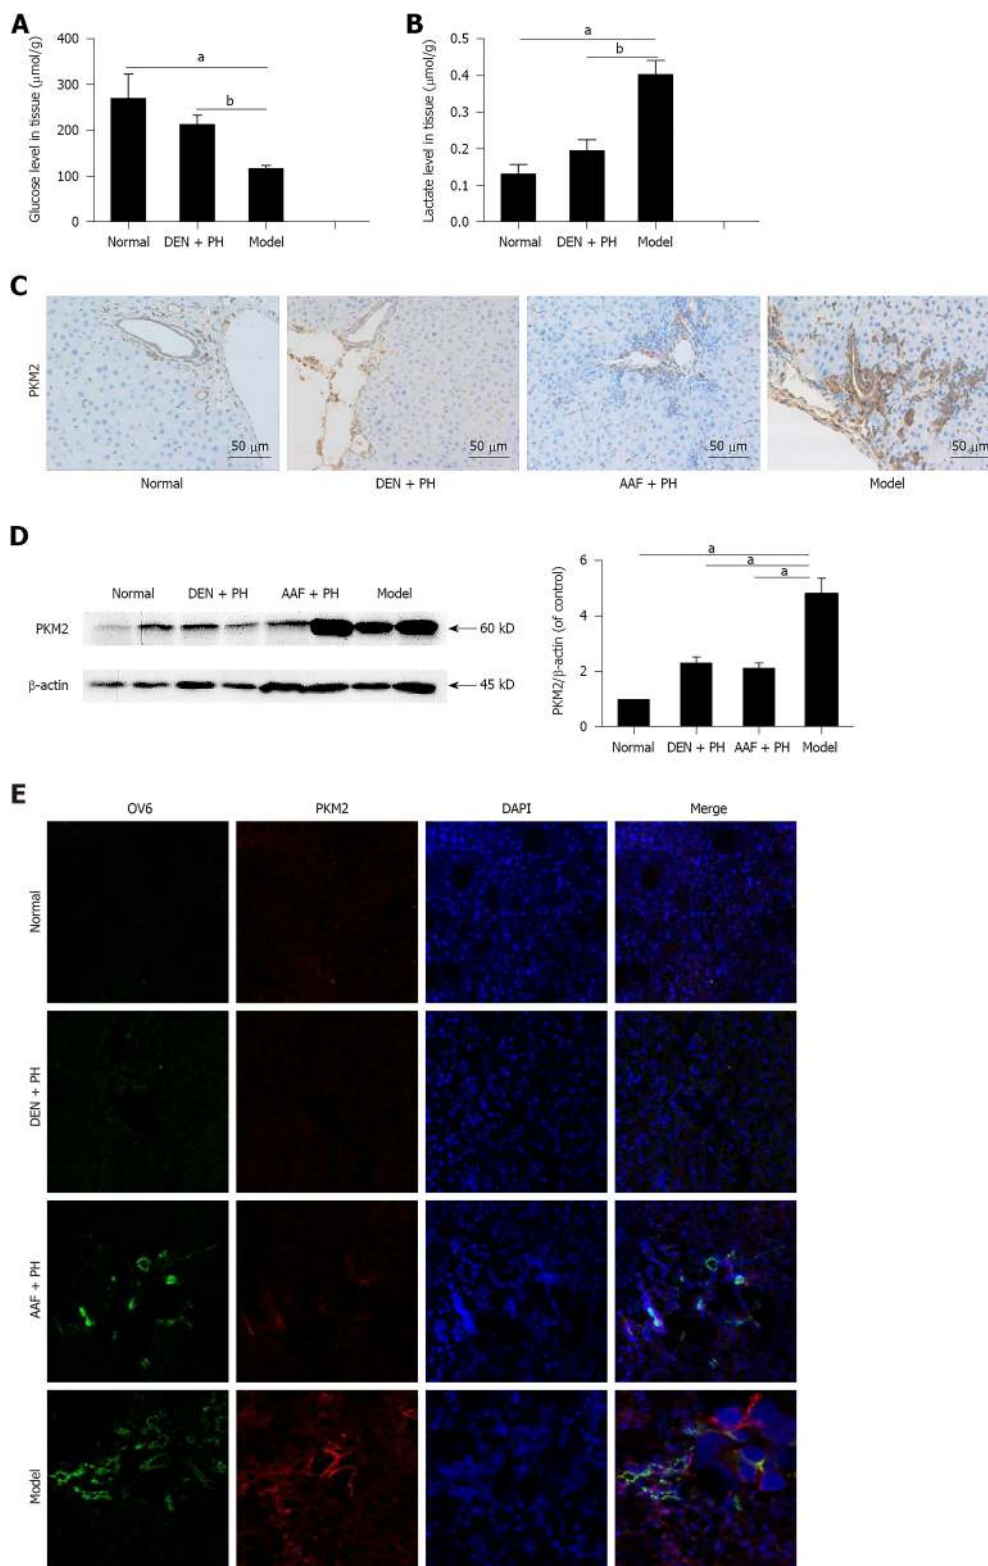 A
Glucose level in tissue (μmol/g)
400
300
200
100
0
a
b
Normal
DEN + PH
Model
B
Lactate level in tissue (μmol/g)
0.5
0.4
0.3
0.2
0.1
0.0
a
b
Normal
DEN + PH
Model
C
PKM2
50 μm
50 μm
50 μm
50 μm
Normal
DEN + PH
AAF + PH
Model
D
Normal
DEN + PH
AAF + PH
Model
PKM2
60 kD
β-actin
45 kD
PKM2/β-actin (of control)
6
4
2
0
a
a
a
Normal
DEN + PH
AAF + PH
Model
E
OV6
PKM2
DAPI
Merge
Normal
DEN + PH
AAF + PH
Model